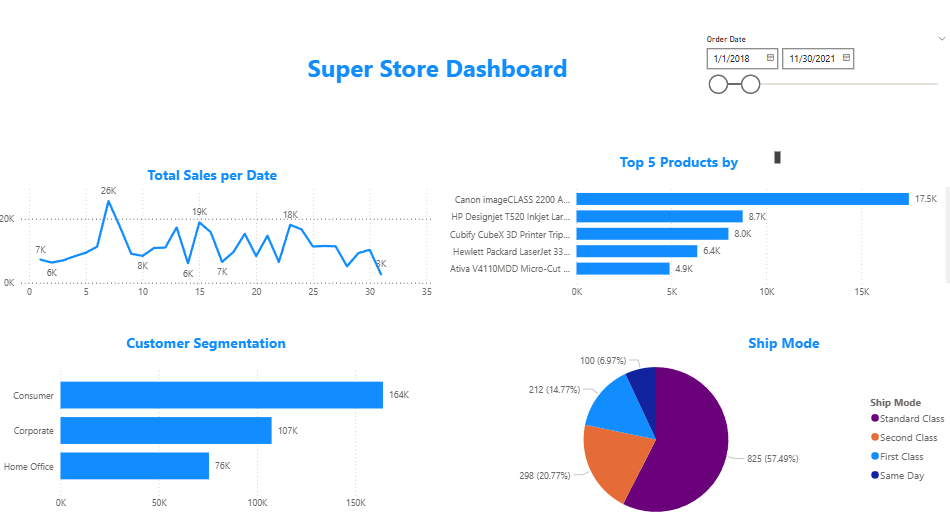 Order Date
1/1/2018
11/30/2021
Super Store Dashboard
Total Sales per Date
20K
0K
7K
6K
26K
8K
6K
19K
7K
18K
3K
0 5 10 15 20 25 30 35
Top 5 Products by
Canon imageCLASS 2200 A... 17.5K
HP Designjet T520 Inkjet Lar... 8.7K
Cubify CubeX 3D Printer Trip... 8.0K
Hewlett Packard LaserJet 33... 6.4K
Ativa V4110MDD Micro-Cut ... 4.9K
0K 5K 10K 15K
Customer Segmentation
Consumer 164K
Corporate 107K
Home Office 76K
0K 50K 100K 150K
Ship Mode
100 (6.97%)
212 (14.77%)
298 (20.77%)
825 (57.49%)
Ship Mode
Standard Class
Second Class
First Class
Same Day